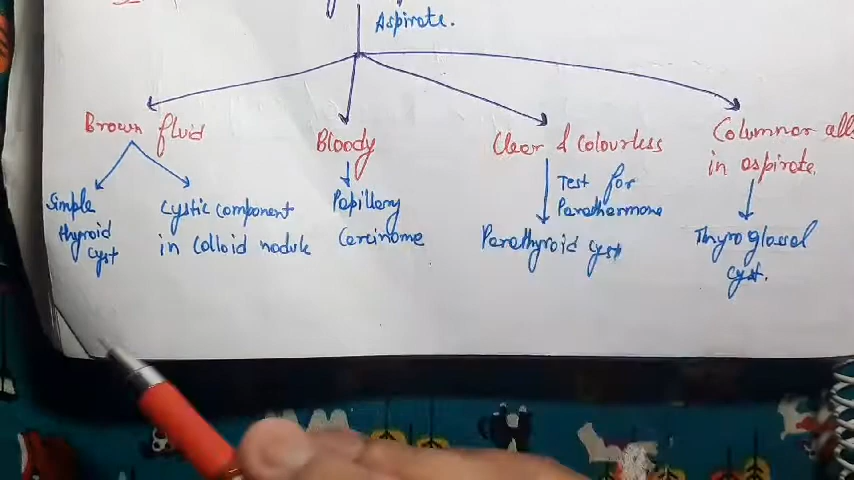 Aspirate.
Brown fluid
Bloody
Clear & Colourless
Columnar
in aspirate.
Simple
thyroid
cyst
Cystic component
in Colloid nodule
Papillary
Carcinoma
Test for
Parathormone
Parathyroid cyst
Thyroglossal
cyst.